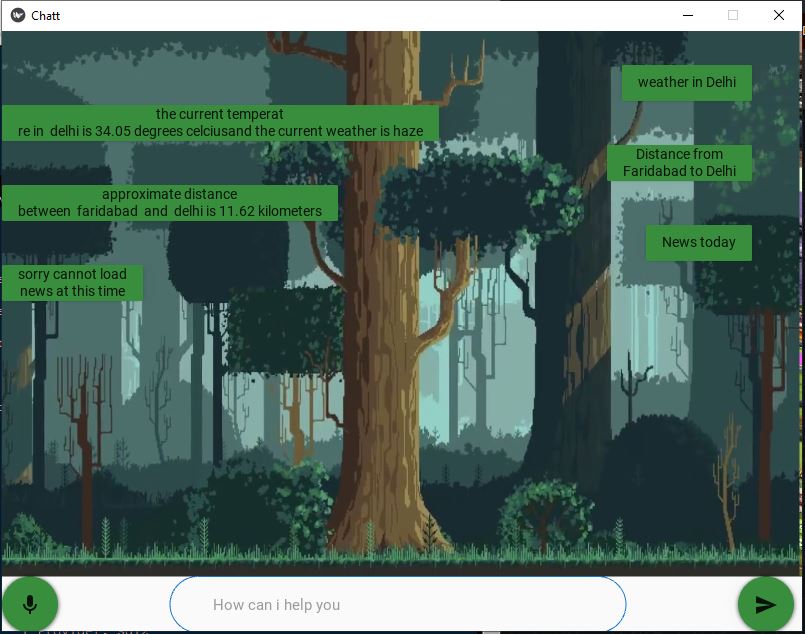 Chatt
weather in Delhi
the current temperat
re in delhi is 34.05 degrees celciusand the current weather is haze
Distance from
Faridabad to Delhi
approximate distance
between faridabad and delhi is 11.62 kilometers
News today
sorry cannot load
news at this time
How can i help you